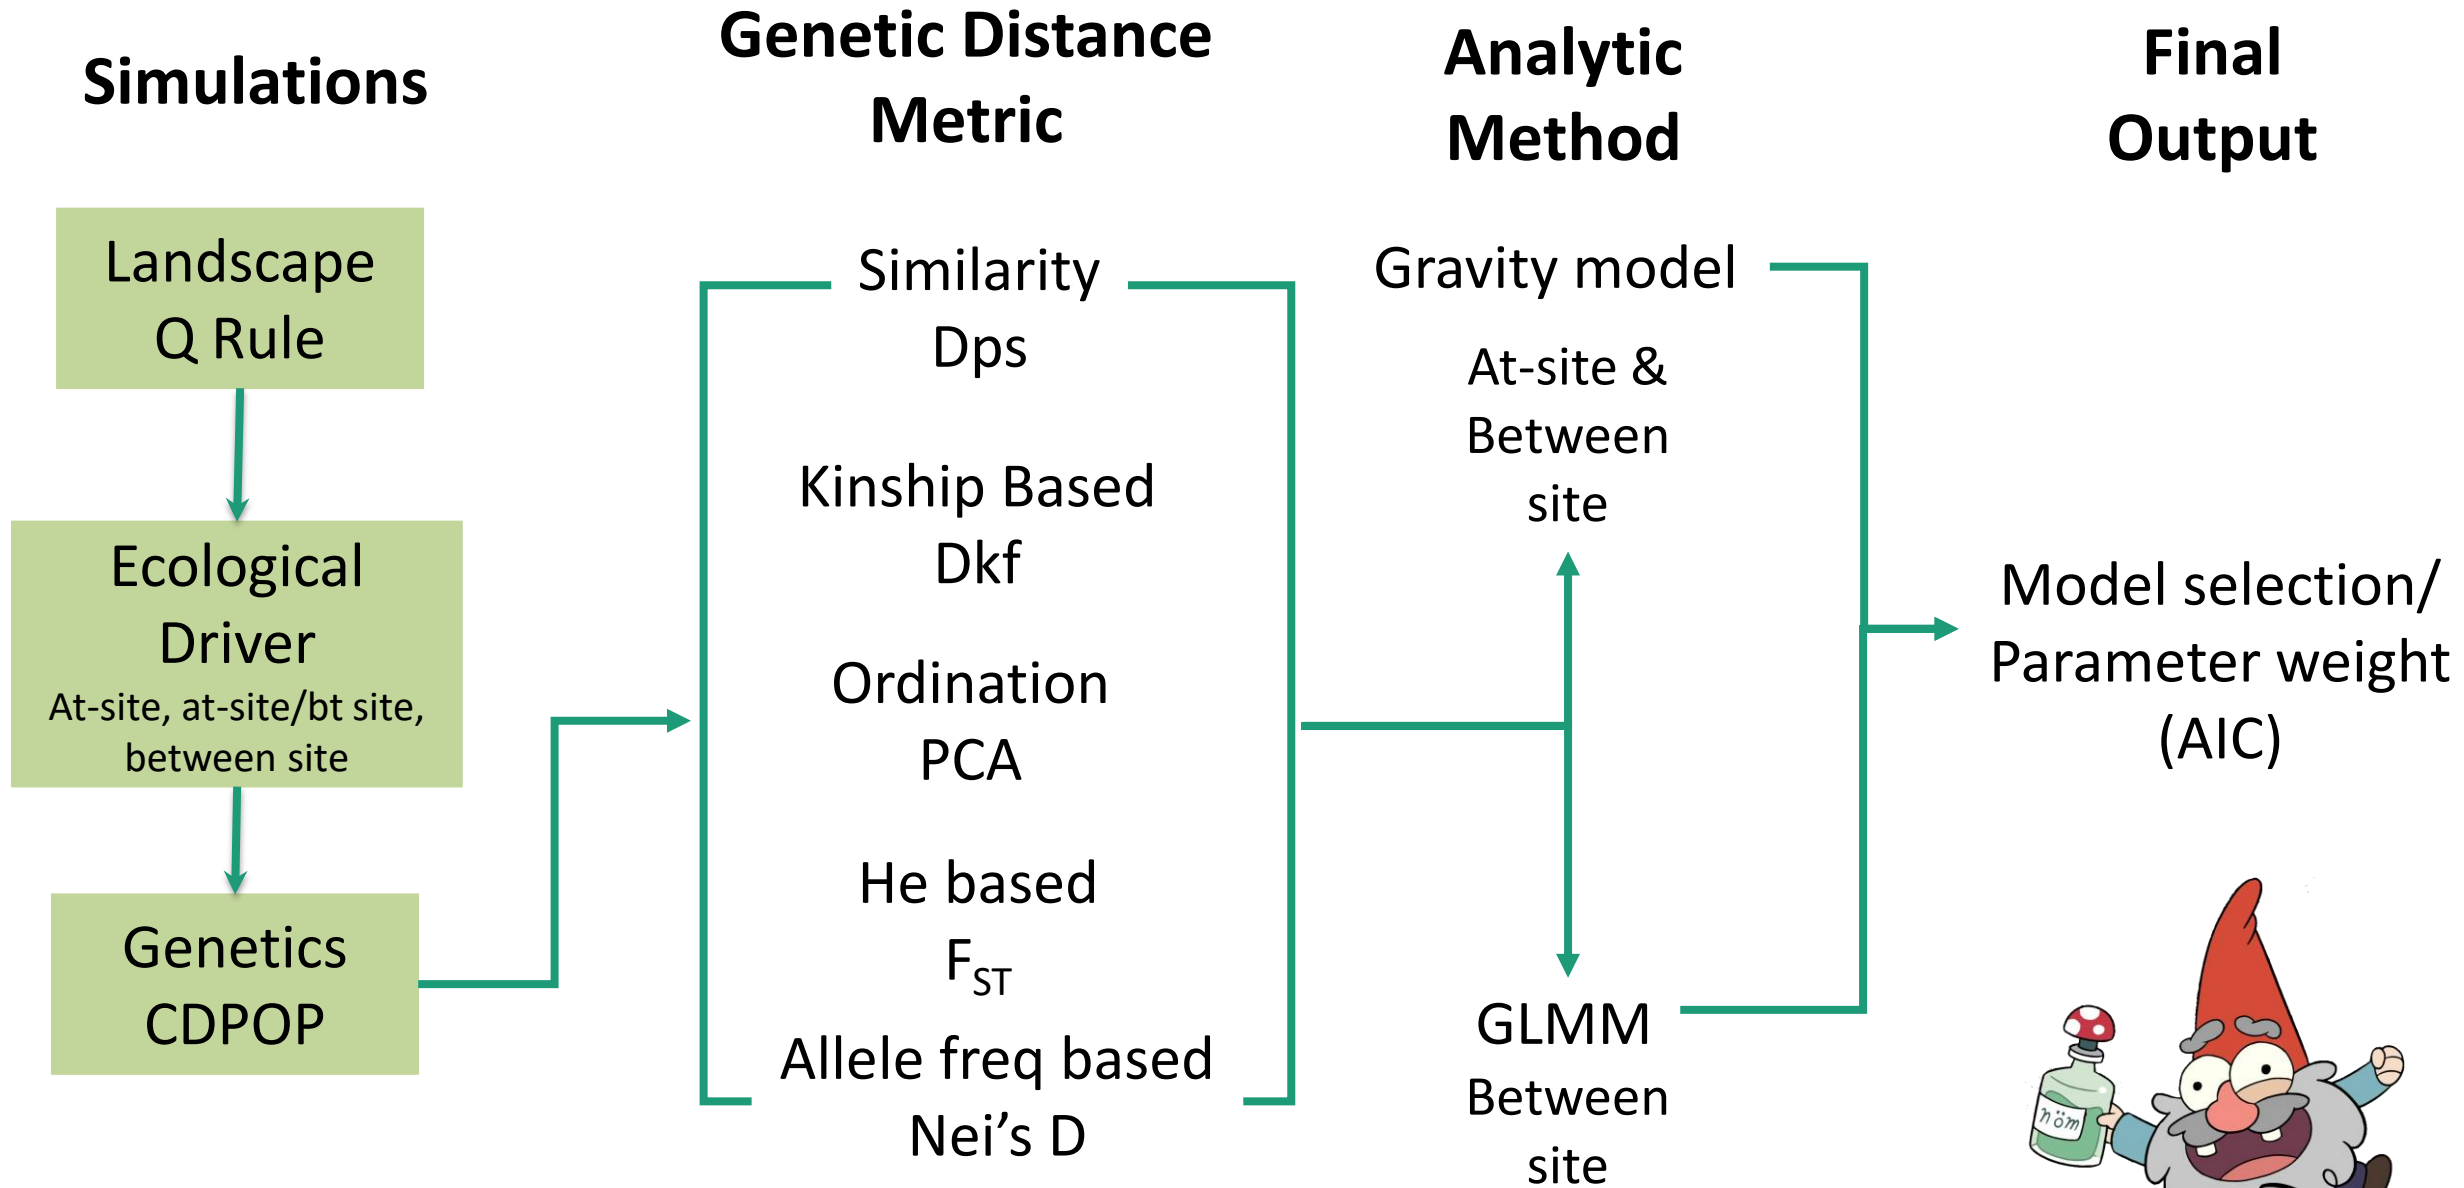 Simulations
Landscape
Q Rule
Ecological
Driver
At-site, at-site/bt site,
between site
Genetics
CDPOP
Genetic Distance
Metric
Similarity
Dps
Kinship Based
Dkf
Ordination
PCA
He based
F_ST
Allele freq based
Nei’s D
Analytic
Method
Gravity model
At-site &
Between
site
GLMM
Between
site
Final
Output
Model selection/
Parameter weight
(AIC)
nöm